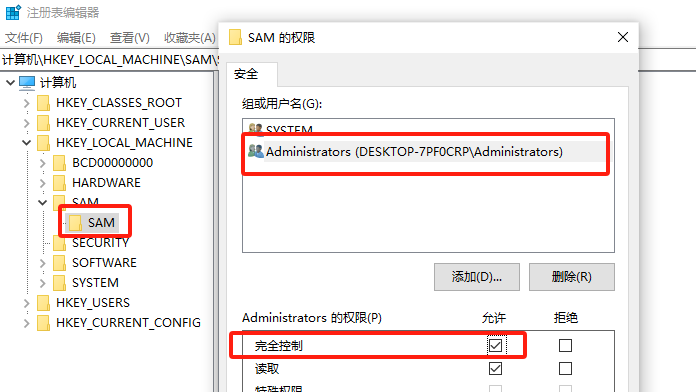 注册表编辑器
文件(F) 编辑(E) 查看(V) 收藏夹(A)
计算机\HKEY_LOCAL_MACHINE\SAM\
计算机
HKEY_CLASSES_ROOT
HKEY_CURRENT_USER
HKEY_LOCAL_MACHINE
BCD00000000
HARDWARE
SAM
SAM
SECURITY
SOFTWARE
SYSTEM
HKEY_USERS
HKEY_CURRENT_CONFIG
SAM 的权限
安全
组或用户名(G):
SYSTEM
Administrators (DESKTOP-7PF0CRP\Administrators)
添加(D)... 删除(R)
Administrators 的权限(P) 允许 拒绝
完全控制
读取
特殊权限